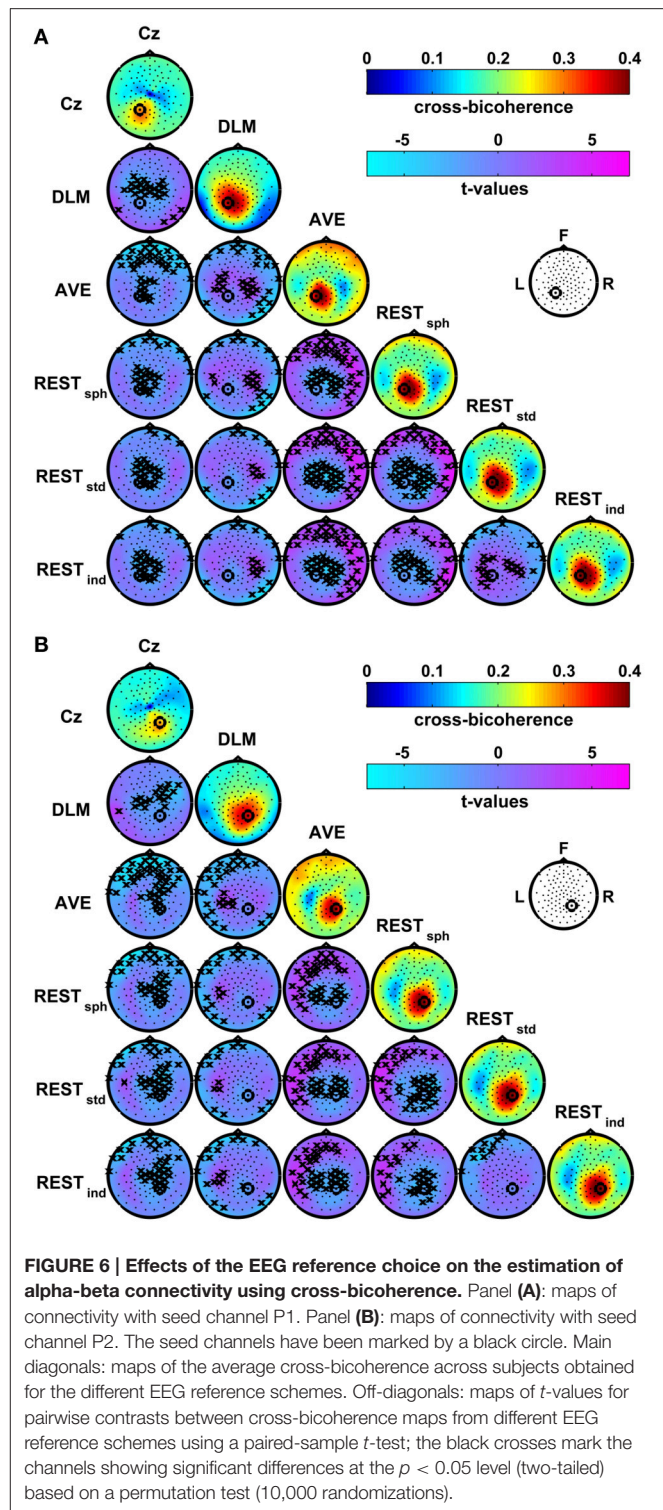 A
Cz
0 0.1 0.2 0.3 0.4
cross-bicoherence
Cz
DLM
-5 0 5
t-values
DLM
AVE
F
L R
AVE
REST sph
REST sph
REST std
REST std
REST ind
REST ind
B
Cz
0 0.1 0.2 0.3 0.4
cross-bicoherence
Cz
DLM
-5 0 5
t-values
DLM
AVE
F
L R
AVE
REST sph
REST sph
REST std
REST std
REST ind
REST ind
FIGURE 6 | Effects of the EEG reference choice on the estimation of
alpha-beta connectivity using cross-bicoherence. Panel (A): maps of
connectivity with seed channel P1. Panel (B): maps of connectivity with seed
channel P2. The seed channels have been marked by a black circle. Main
diagonals: maps of the average cross-bicoherence across subjects obtained
for the different EEG reference schemes. Off-diagonals: maps of t-values for
pairwise contrasts between cross-bicoherence maps from different EEG
reference schemes using a paired-sample t-test; the black crosses mark the
channels showing significant differences at the p < 0.05 level (two-tailed)
based on a permutation test (10,000 randomizations).